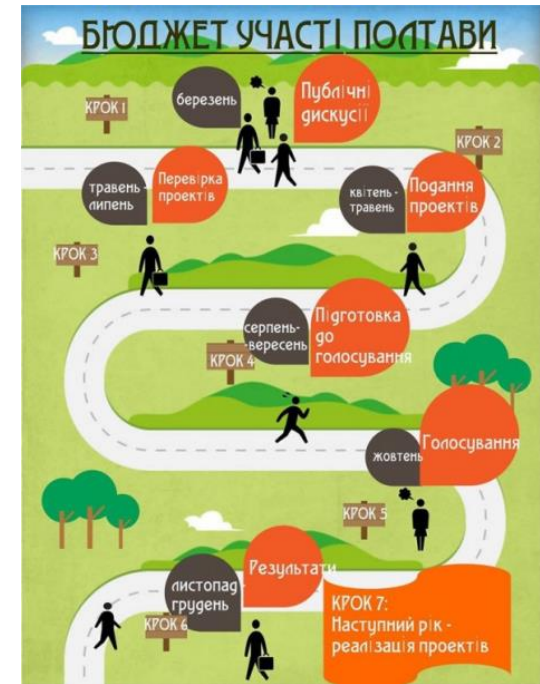 БЮДЖЕТ УЧАСТІ ПОЛТАВИ
КРОК 1
березень
Публічні
дискусії
КРОК 2
квітень-
травень
Подання
проектів
КРОК 3
травень -
липень
Перевірка
проектів
КРОК 4
серпень-
-вересень
Підготовка
до
голосування
КРОК 5
жовтень
Голосування
КРОК 6
листопад
грудень
Результати
КРОК 7:
Наступний рік -
реалізація проектів